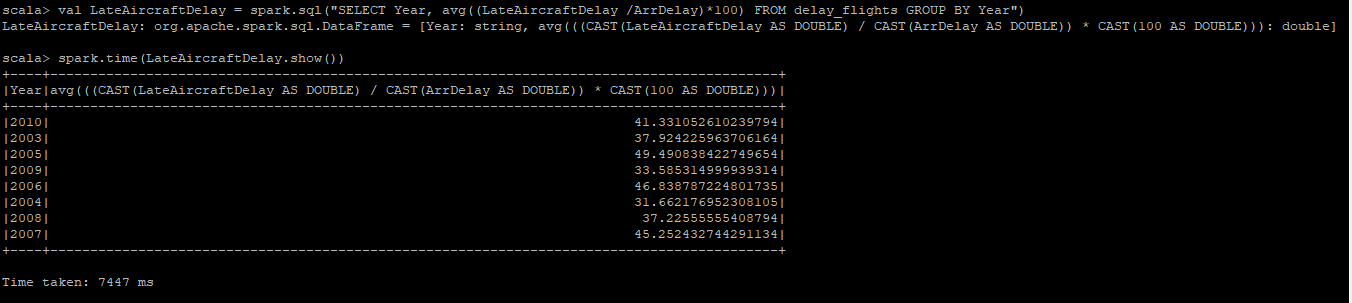 scala> val LateAircraftDelay = spark.sql("SELECT Year, avg((LateAircraftDelay /ArrDelay)*100) FROM delay_flights GROUP BY Year")
LateAircraftDelay: org.apache.spark.sql.DataFrame = [Year: string, avg(((CAST(LateAircraftDelay AS DOUBLE) / CAST(ArrDelay AS DOUBLE)) * CAST(100 AS DOUBLE))): double]
scala> spark.time(LateAircraftDelay.show())
+----+-------------------------------------------------------------------------------------------+
|Year|avg(((CAST(LateAircraftDelay AS DOUBLE) / CAST(ArrDelay AS DOUBLE)) * CAST(100 AS DOUBLE)))|
+----+-------------------------------------------------------------------------------------------+
|2010| 41.331052610239794|
|2003| 37.924225963706164|
|2005| 49.490838422749654|
|2009| 33.585314999939314|
|2006| 46.838787224801735|
|2004| 31.662176952308105|
|2008| 37.22555555408794|
|2007| 45.252432744291134|
+----+-------------------------------------------------------------------------------------------+
Time taken: 7447 ms